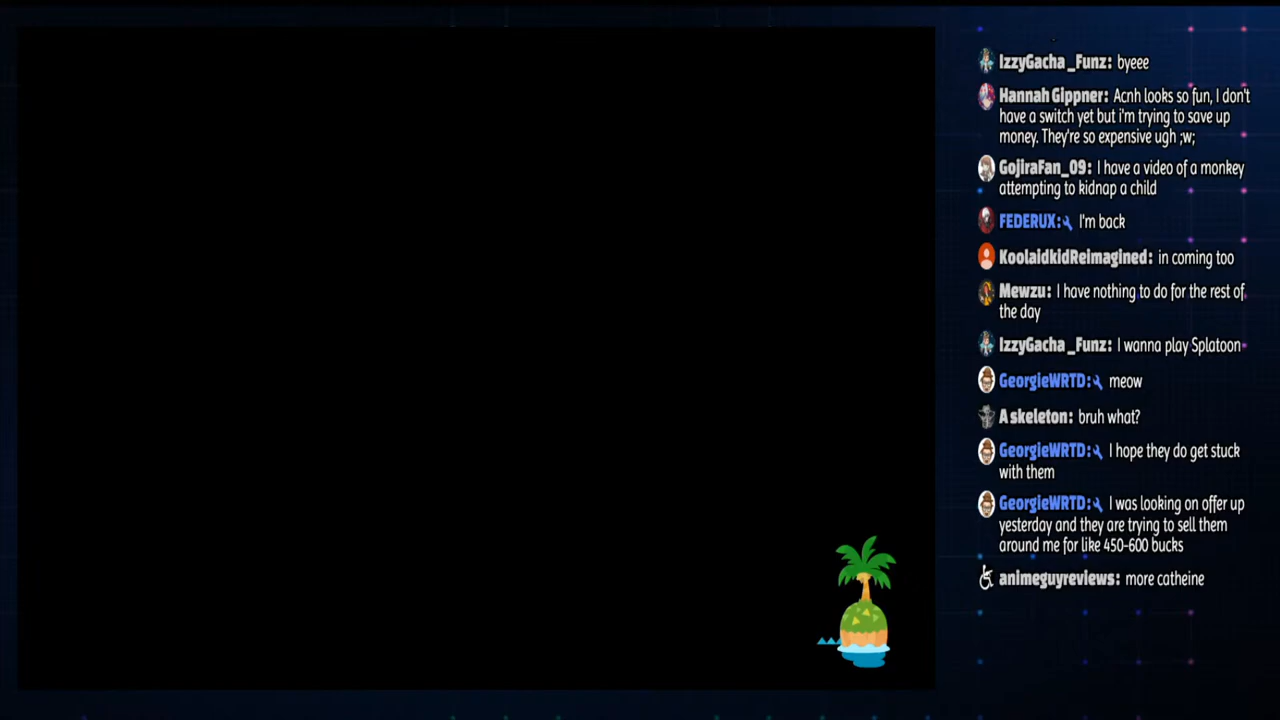 IzzyGacha _Funz: byeee
Hannah Gippner: Acnh looks so fun, I don't
have a switch yet but i'm trying to save up
money. They're so expensive ugh ;w;
GojiraFan_09: I have a video of a monkey
attempting to kidnap a child
FEDERUX: I'm back
KoolaidkidReimagined: in coming too
Mewzu: I have nothing to do for the rest of
the day
IzzyGacha _Funz: I wanna play Splatoon
GeorgieWRTD: meow
A skeleton: bruh what?
GeorgieWRTD: I hope they do get stuck
with them
GeorgieWRTD: I was looking on offer up
yesterday and they are trying to sell them
around me for like 450-600 bucks
animeguyreviews: more catheine